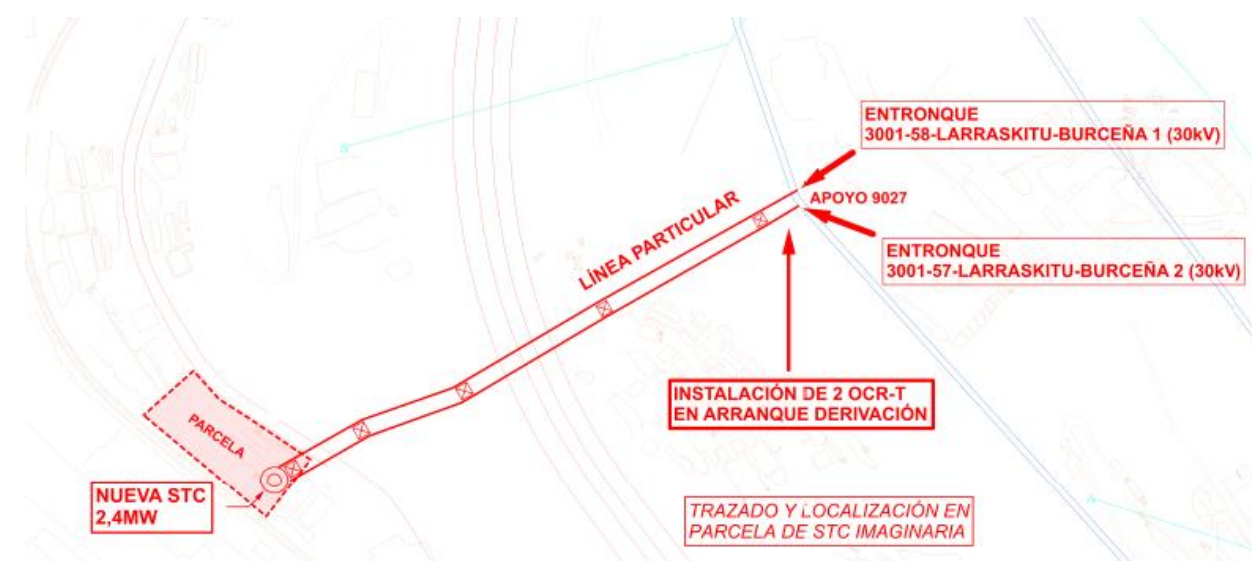 ENTRONQUE
3001-58-LARRASKITU-BURCEÑA 1 (30kV)
APOYO 9027
LÍNEA PARTICULAR
ENTRONQUE
3001-57-LARRASKITU-BURCEÑA 2 (30kV)
INSTALACIÓN DE 2 OCR-T
EN ARRANQUE DERIVACIÓN
PARCELA
NUEVA STC
2,4MW
TRAZADO Y LOCALIZACIÓN EN
PARCELA DE STC IMAGINARIA